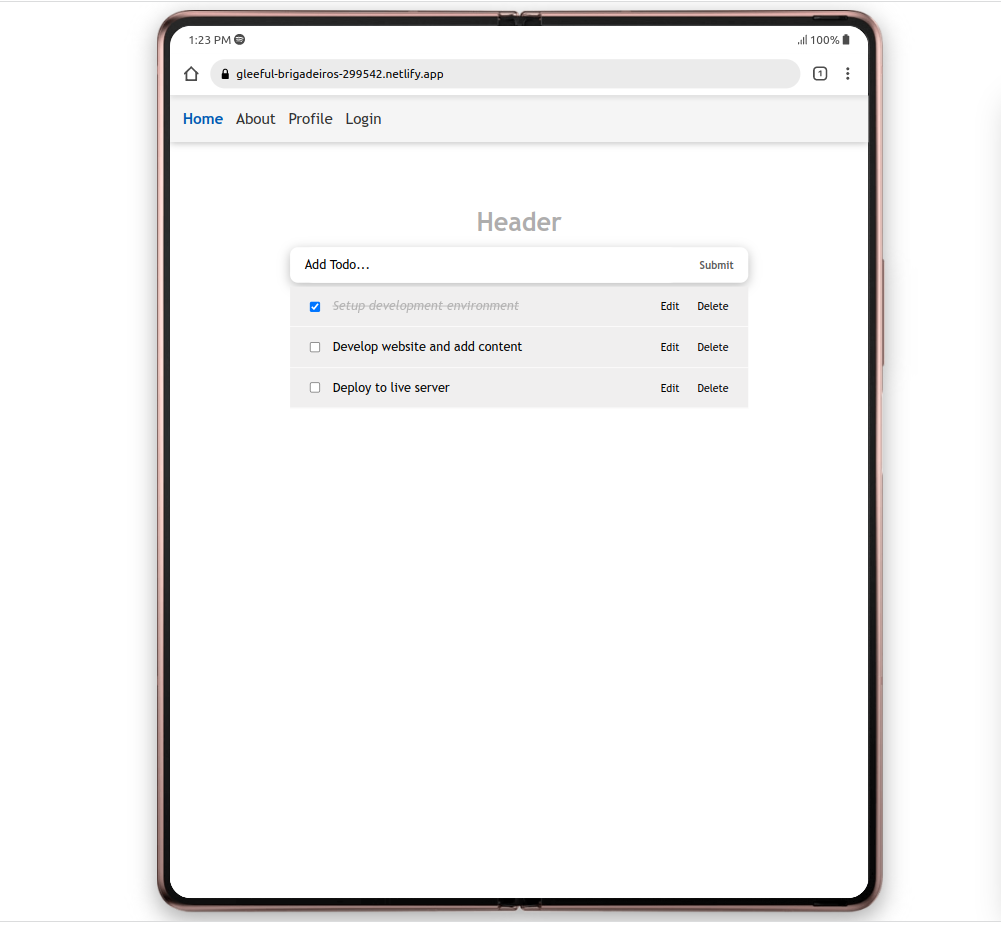 1:23 PM 100%
gleeful-brigadeiros-299542.netlify.app 1
Home About Profile Login
Header
Add Todo... Submit
Setup development environment Edit Delete
Develop website and add content Edit Delete
Deploy to live server Edit Delete